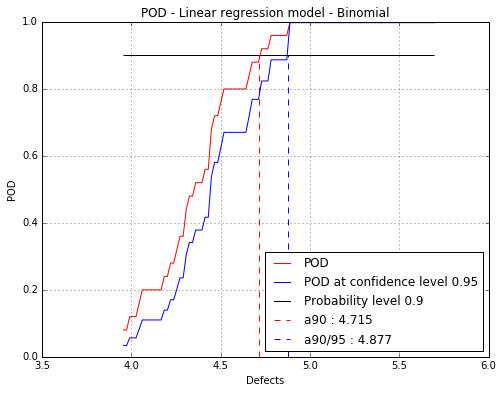 POD - Linear regression model - Binomial
1.0
0.8
0.6
0.4
0.2
0.0
POD
POD
POD at confidence level 0.95
Probability level 0.9
a90 : 4.715
a90/95 : 4.877
3.5 4.0 4.5 5.0 5.5 6.0
Defects